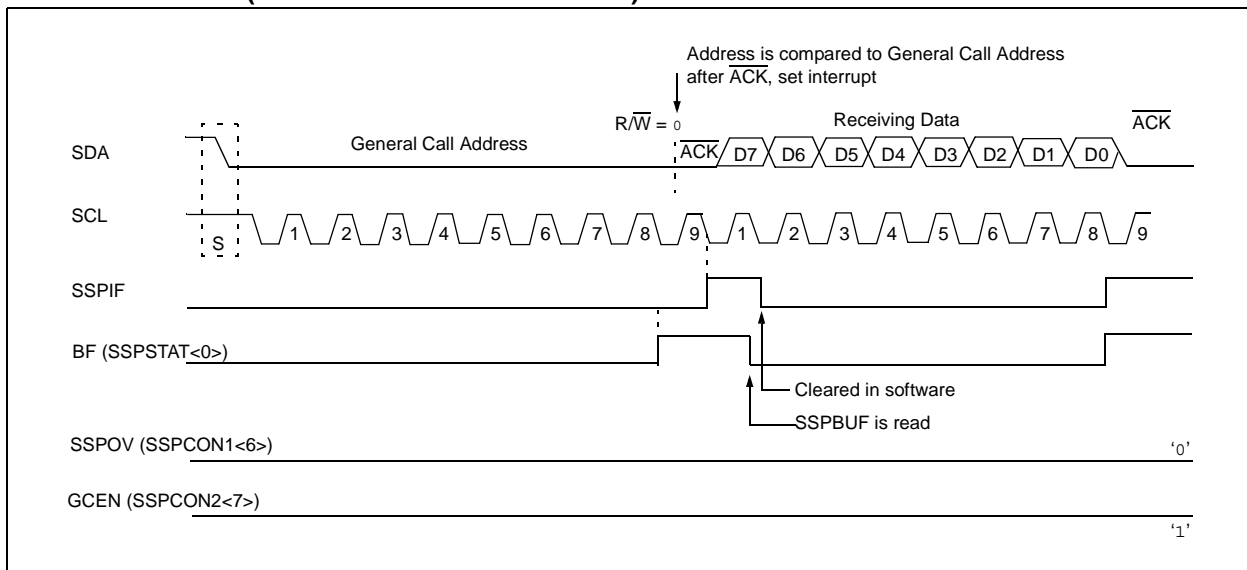 (
)
Address is compared to General Call Address
after ACK, set interrupt
R/W = 0
Receiving Data
ACK
SDA
General Call Address
ACK
D7 D6 D5 D4 D3 D2 D1 D0
SCL
S
1 2 3 4 5 6 7 8 9 1 2 3 4 5 6 7 8 9
SSPIF
BF (SSPSTAT<0>)
Cleared in software
SSPBUF is read
SSPOV (SSPCON1<6>)
‘0’
GCEN (SSPCON2<7>)
‘1’